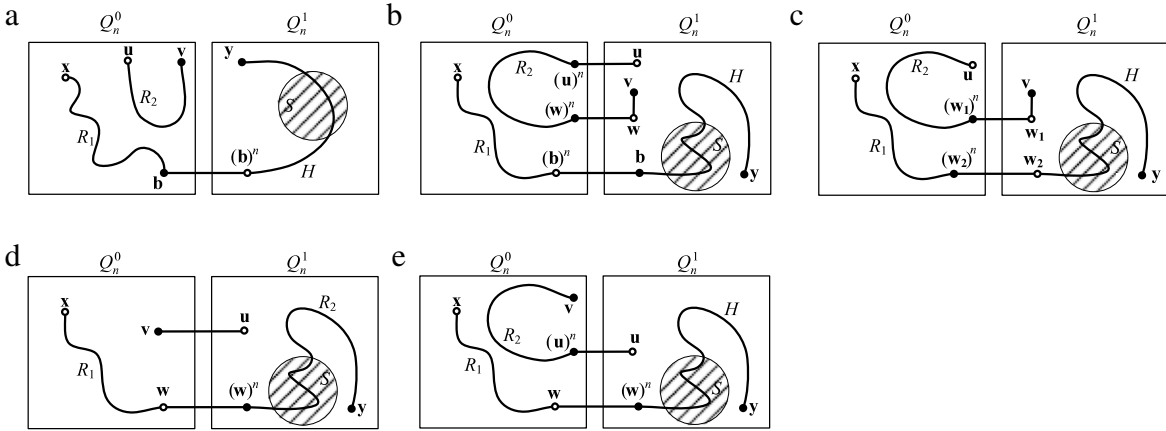 a
Q_n^0 Q_n^1
x u v y
R_2 S
R_1
b (b)^n H
b
Q_n^0 Q_n^1
x R_2 u
(u)^n v H
(w)^n w
R_1 S
(b)^n b y
c
Q_n^0 Q_n^1
x R_2 u v H
(w_1)^n w_1
R_1 S
(w_2)^n w_2 y
d
Q_n^0 Q_n^1
x R_2
v u
R_1 S
w (w)^n y
e
Q_n^0 Q_n^1
x v H
R_2 (u)^n u
R_1 S
w (w)^n y